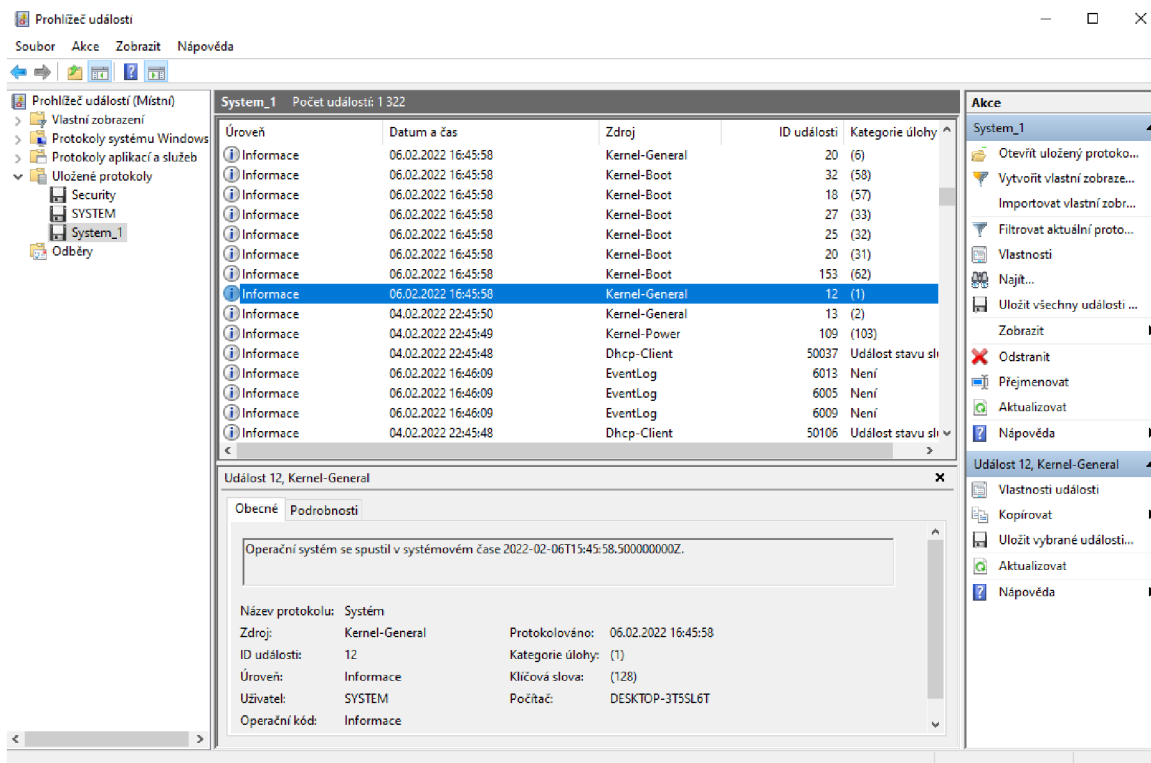 Prohlížeč událostí
Soubor Akce Zobrazit Nápověda
Prohlížeč událostí (Místní)
Vlastní zobrazení
Protokoly systému Windows
Protokoly aplikací a služeb
Uložené protokoly
Security
SYSTEM
System_1
Odběry
System_1 Počet událostí: 1 322
Úroveň Datum a čas Zdroj ID události Kategorie úlohy
Informace 06.02.2022 16:45:58 Kernel-General 20 (6)
Informace 06.02.2022 16:45:58 Kernel-Boot 32 (58)
Informace 06.02.2022 16:45:58 Kernel-Boot 18 (57)
Informace 06.02.2022 16:45:58 Kernel-Boot 27 (33)
Informace 06.02.2022 16:45:58 Kernel-Boot 25 (32)
Informace 06.02.2022 16:45:58 Kernel-Boot 20 (31)
Informace 06.02.2022 16:45:58 Kernel-Boot 153 (62)
Informace 06.02.2022 16:45:58 Kernel-General 12 (1)
Informace 04.02.2022 22:45:50 Kernel-General 13 (2)
Informace 04.02.2022 22:45:49 Kernel-Power 109 (103)
Informace 04.02.2022 22:45:48 Dhcp-Client 50037 Událost stavu slu
Informace 06.02.2022 16:46:09 EventLog 6013 Není
Informace 06.02.2022 16:46:09 EventLog 6005 Není
Informace 06.02.2022 16:46:09 EventLog 6009 Není
Informace 04.02.2022 22:45:48 Dhcp-Client 50106 Událost stavu slu
Událost 12, Kernel-General
Obecné Podrobnosti
Operační systém se spustil v systémovém čase 2022-02-06T15:45:58.500000000Z.
Název protokolu: Systém
Zdroj: Kernel-General Protokolováno: 06.02.2022 16:45:58
ID události: 12 Kategorie úlohy: (1)
Úroveň: Informace Klíčová slova: (128)
Uživatel: SYSTEM Počítač: DESKTOP-3T5SL6T
Operační kód: Informace
Akce
System_1
Otevřít uložený protoko...
Vytvořit vlastní zobraze...
Importovat vlastní zobr...
Filtrovat aktuální proto...
Vlastnosti
Najít...
Uložit všechny události ...
Zobrazit
Odstranit
Přejmenovat
Aktualizovat
Nápověda
Událost 12, Kernel-General
Vlastnosti události
Kopírovat
Uložit vybrané události...
Aktualizovat
Nápověda